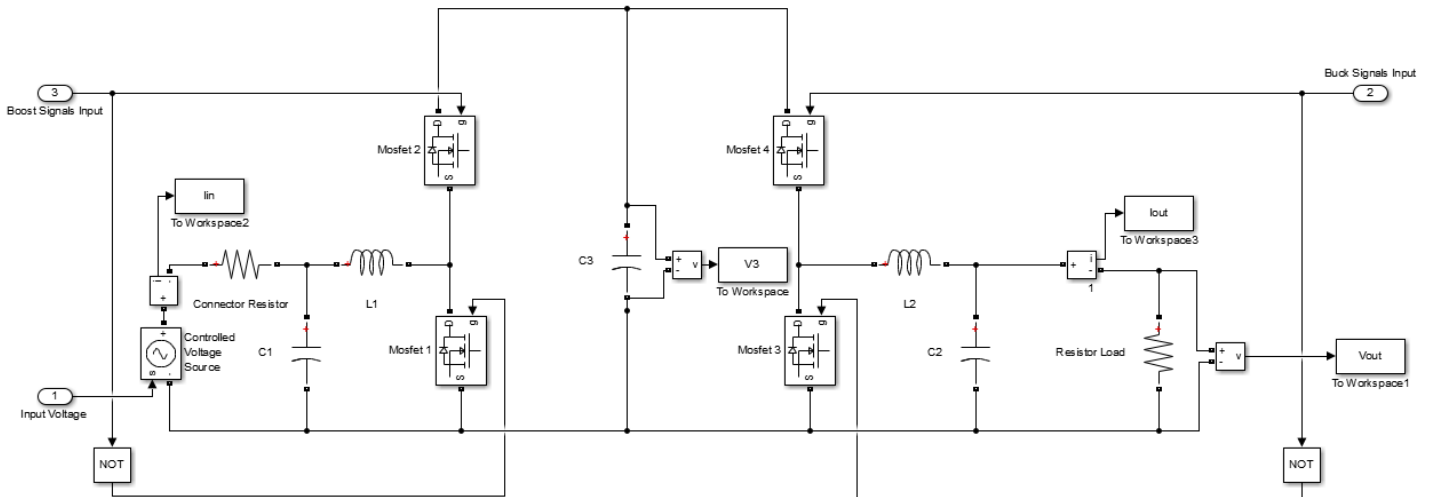 3
Boost Signals Input
Buck Signals Input
2
D
g
Mosfet 2
S
D
g
Mosfet 4
S
Iin
To Workspace2
Iout
To Workspace3
+
Connector Resistor
+
L1
+
C3
+
-
v
V3
To Workspace
+
L2
+
i
-
1
i
-
+
Controlled
Voltage
Source
+
s
-
+
C1
D
g
Mosfet 1
S
D
g
Mosfet 3
S
+
C2
+
Resistor Load
+
-
v
Vout
To Workspace1
1
Input Voltage
NOT
NOT